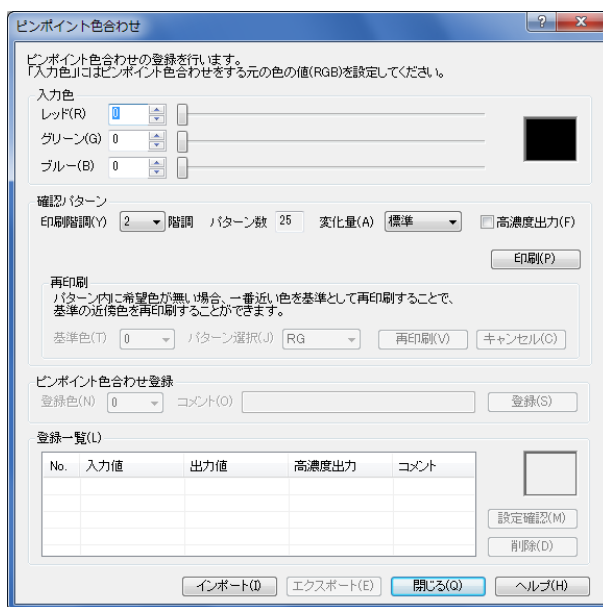 ピンポイント色合わせ
ピンポイント色合わせの登録を行います。
「入力色」にはピンポイント色合わせをする元の色の値(RGB)を設定してください。
入力色
レッド(R) 0
グリーン(G) 0
ブルー(B) 0
確認パターン
印刷階調(Y) 2 階調 パターン数 25 変化量(A) 標準 高濃度出力(F)
印刷(P)
再印刷
パターン内に希望色が無い場合、一番近い色を基準として再印刷することで、
基準の近傍色を再印刷することができます。
基準色(T) 0 パターン選択(J) RG 再印刷(V) キャンセル(C)
ピンポイント色合わせ登録
登録色(N) 0 コメント(O) 登録(S)
登録一覧(L)
No. 入力値 出力値 高濃度出力 コメント
設定確認(M)
削除(D)
インポート(I) エクスポート(E) 閉じる(Q) ヘルプ(H)